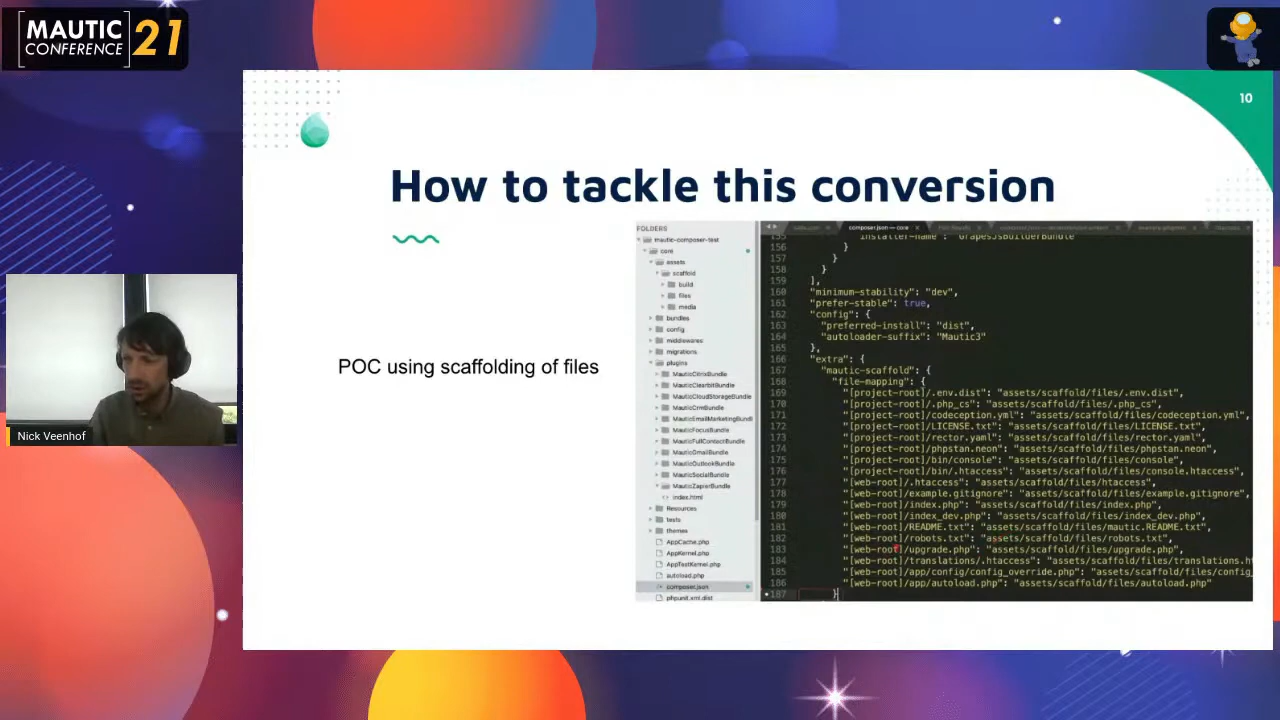 MAUTIC
CONFERENCE 21
10
How to tackle this conversion
POC using scaffolding of files
FOLDERS
mautic-composer-test
core
assets
scaffold
build
files
media
bundles
config
middlewares
migrations
plugins
MauticCitrixBundle
MauticClearbitBundle
MauticCloudStorageBundle
MauticCrmBundle
MauticEmailMarketingBundl
MauticFocusBundle
MauticFullContactBundle
MauticGmailBundle
MauticOutlookBundle
MauticSocialBundle
MauticZapierBundle
index.html
Resources
tests
themes
AppCache.php
AppKernel.php
AppTestKernel.php
autoload.php
composer.json
phpunit.xml.dist
composer.json — core
155 "installer-name": "GrapesJsBuilderBundle"
156 }
157 }
158 }
159 ],
160 "minimum-stability": "dev",
161 "prefer-stable": true,
162 "config": {
163 "preferred-install": "dist",
164 "autoloader-suffix": "Mautic3"
165 },
166 "extra": {
167 "mautic-scaffold": {
168 "file-mapping": {
169 "[project-root]/.env.dist": "assets/scaffold/files/.env.dist",
170 "[project-root]/.php_cs": "assets/scaffold/files/.php_cs",
171 "[project-root]/codeception.yml": "assets/scaffold/files/codeception.yml",
172 "[project-root]/LICENSE.txt": "assets/scaffold/files/LICENSE.txt",
173 "[project-root]/rector.yaml": "assets/scaffold/files/rector.yaml",
174 "[project-root]/phpstan.neon": "assets/scaffold/files/phpstan.neon",
175 "[project-root]/bin/console": "assets/scaffold/files/console",
176 "[project-root]/bin/.htaccess": "assets/scaffold/files/console.htaccess",
177 "[web-root]/.htaccess": "assets/scaffold/files/htaccess",
178 "[web-root]/example.gitignore": "assets/scaffold/files/example.gitignore",
179 "[web-root]/index.php": "assets/scaffold/files/index.php",
180 "[web-root]/index_dev.php": "assets/scaffold/files/index_dev.php",
181 "[web-root]/README.txt": "assets/scaffold/files/mautic.README.txt",
182 "[web-root]/robots.txt": "assets/scaffold/files/robots.txt",
183 "[web-root]/upgrade.php": "assets/scaffold/files/upgrade.php",
184 "[web-root]/translations/.htaccess": "assets/scaffold/files/translations.h
185 "[web-root]/app/config/config_override.php": "assets/scaffold/files/config_
186 "[web-root]/app/autoload.php": "assets/scaffold/files/autoload.php"
187 }
Nick Veenhof